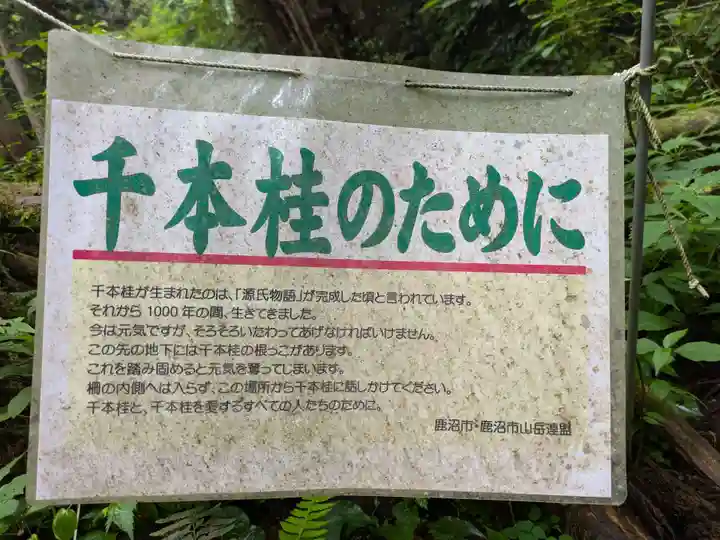 千本桂のために
千本桂が生まれたのは、「源氏物語」が完成した頃と言われています。
それから1000年の間、生きてきました。
今は元気ですが、そろそろいたわってあげなければいけません。
この先の地下には千本桂の根っこがあります。
これを踏み固めると元気を奪ってしまいます。
柵の内側へは入らず、この場所から千本桂に話しかけてください。
千本桂と、千本桂を愛するすべての人たちのために。
鹿沼市・鹿沼市山岳連盟